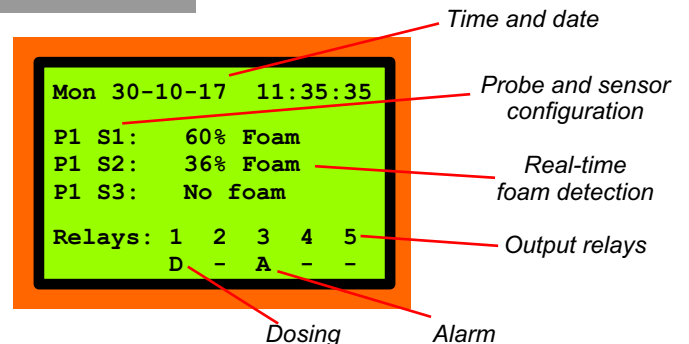 Time and date
Mon 30-10-17 11:35:35
Probe and sensor
configuration
P1 S1: 60% Foam
P1 S2: 36% Foam
P1 S3: No foam
Real-time
foam detection
Relays: 1 2 3 4 5
D - A - -
Output relays
Dosing
Alarm